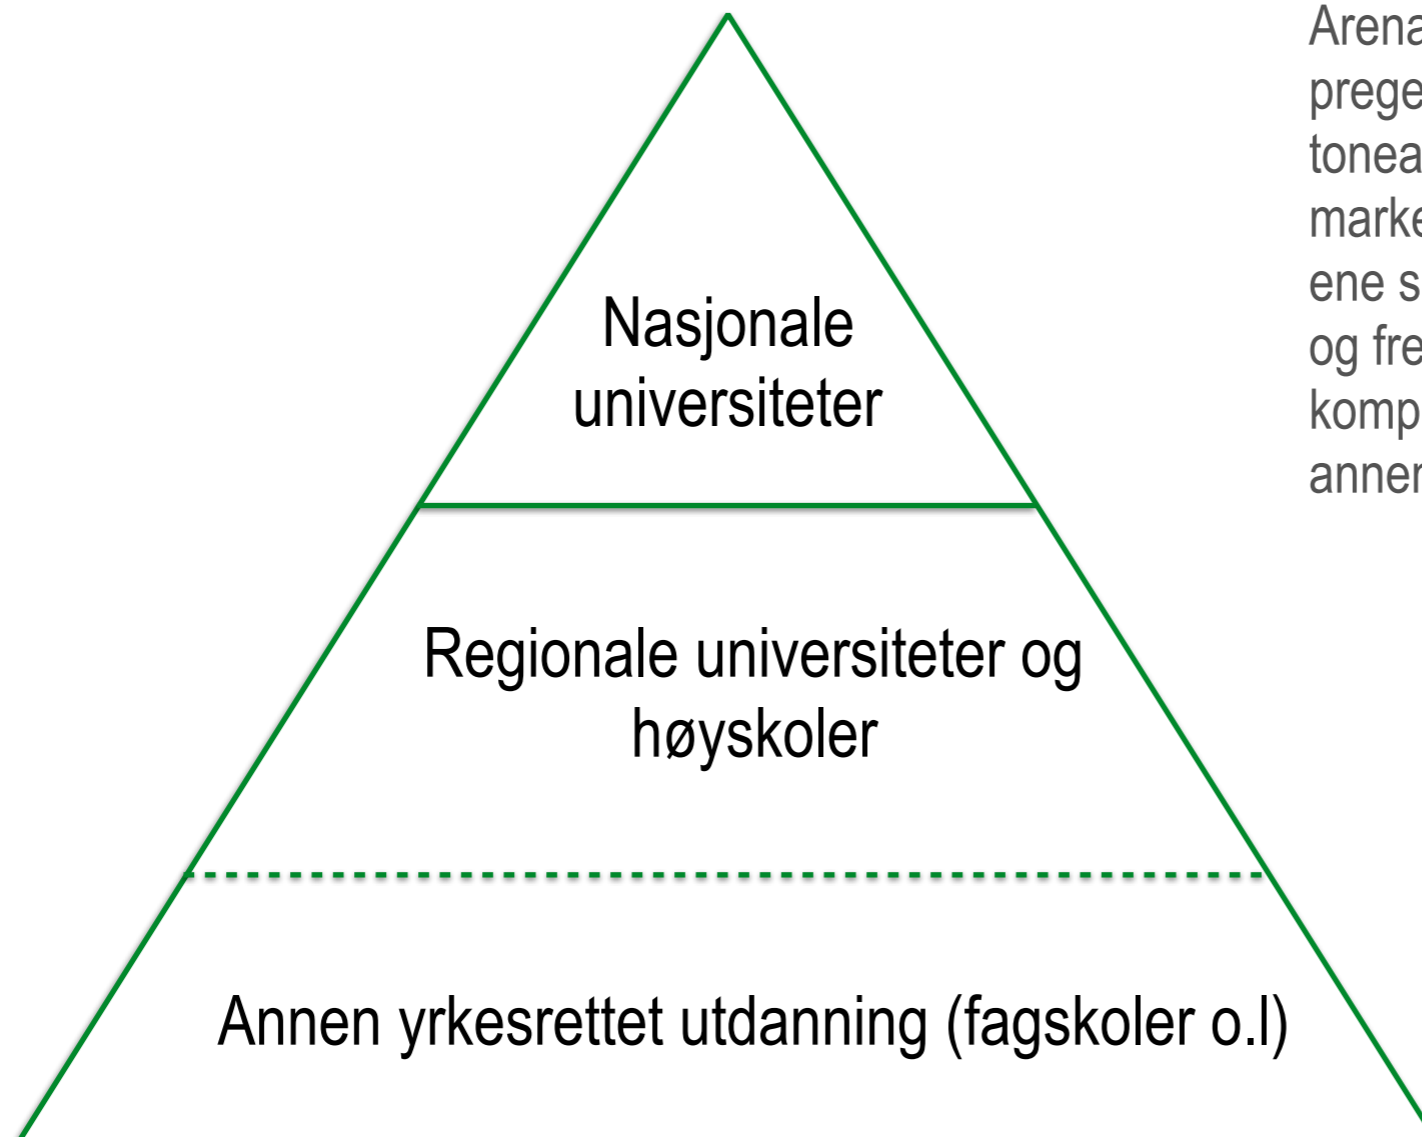 Nasjonale
universiteter
Regionale universiteter og
høyskoler
Annen yrkesrettet utdanning (fagskoler o.l)
Arena
prege
tonea
marke
ene s
og fre
komp
anner